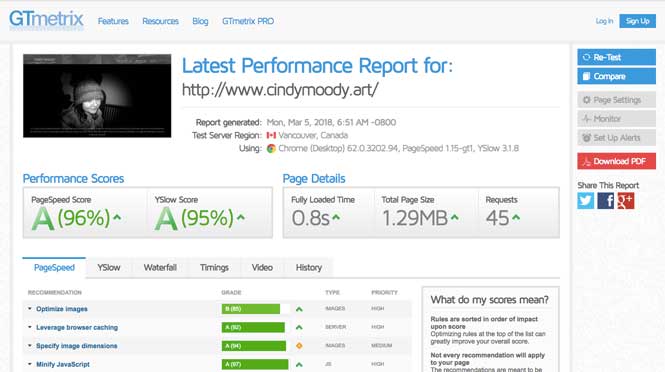 GTmetrix Features Resources Blog GTmetrix PRO Log In Sign Up
Latest Performance Report for:
http://www.cindymoody.art/
Report generated: Mon, Mar 5, 2018, 6:51 AM -0800
Test Server Region: Vancouver, Canada
Using: Chrome (Desktop) 62.0.3202.94, PageSpeed 1.15-gt1, YSlow 3.1.8
Re-Test
Compare
Page Settings
Monitor
Set Up Alerts
Download PDF
Share This Report
Performance Scores
PageSpeed Score YSlow Score
A (96%) A (95%)
Page Details
Fully Loaded Time Total Page Size Requests
0.8s 1.29MB 45
PageSpeed YSlow Waterfall Timings Video History
RECOMMENDATION GRADE TYPE PRIORITY
Optimize images B (85) IMAGES HIGH
Leverage browser caching A (92) SERVER HIGH
Specify image dimensions A (94) IMAGES MEDIUM
Minify JavaScript A (97) JS HIGH
What do my scores mean?
Rules are sorted in order of impact
upon score
Optimizing rules at the top of the list can
greatly improve your overall score.
Not every recommendation will apply
to your page
The recommendations are meant to be